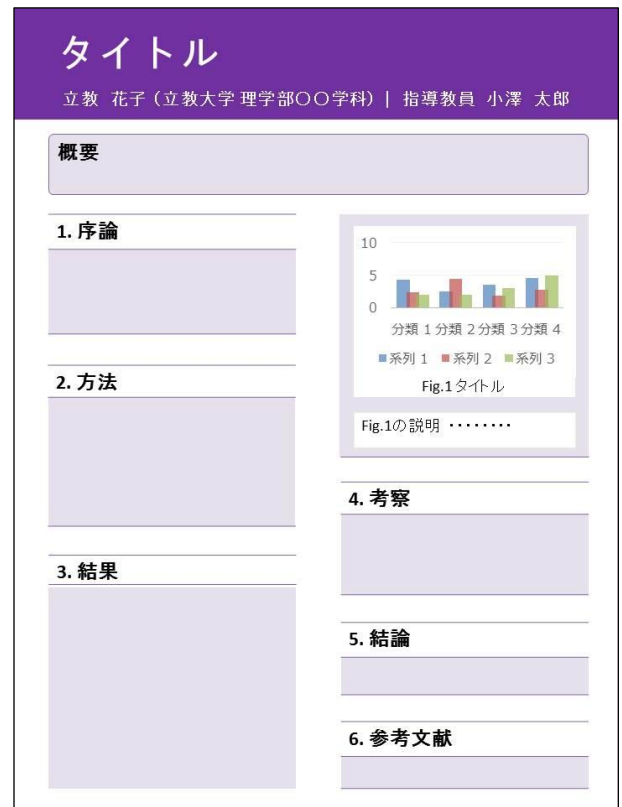 タイトル
立教 花子（立教大学 理学部〇〇学科）| 指導教員 小澤 太郎
概要
1. 序論
2. 方法
3. 結果
10
5
0
分類 1 分類 2 分類 3 分類 4
系列 1 系列 2 系列 3
Fig.1 タイトル
Fig.1の説明 ････････
4. 考察
5. 結論
6. 参考文献